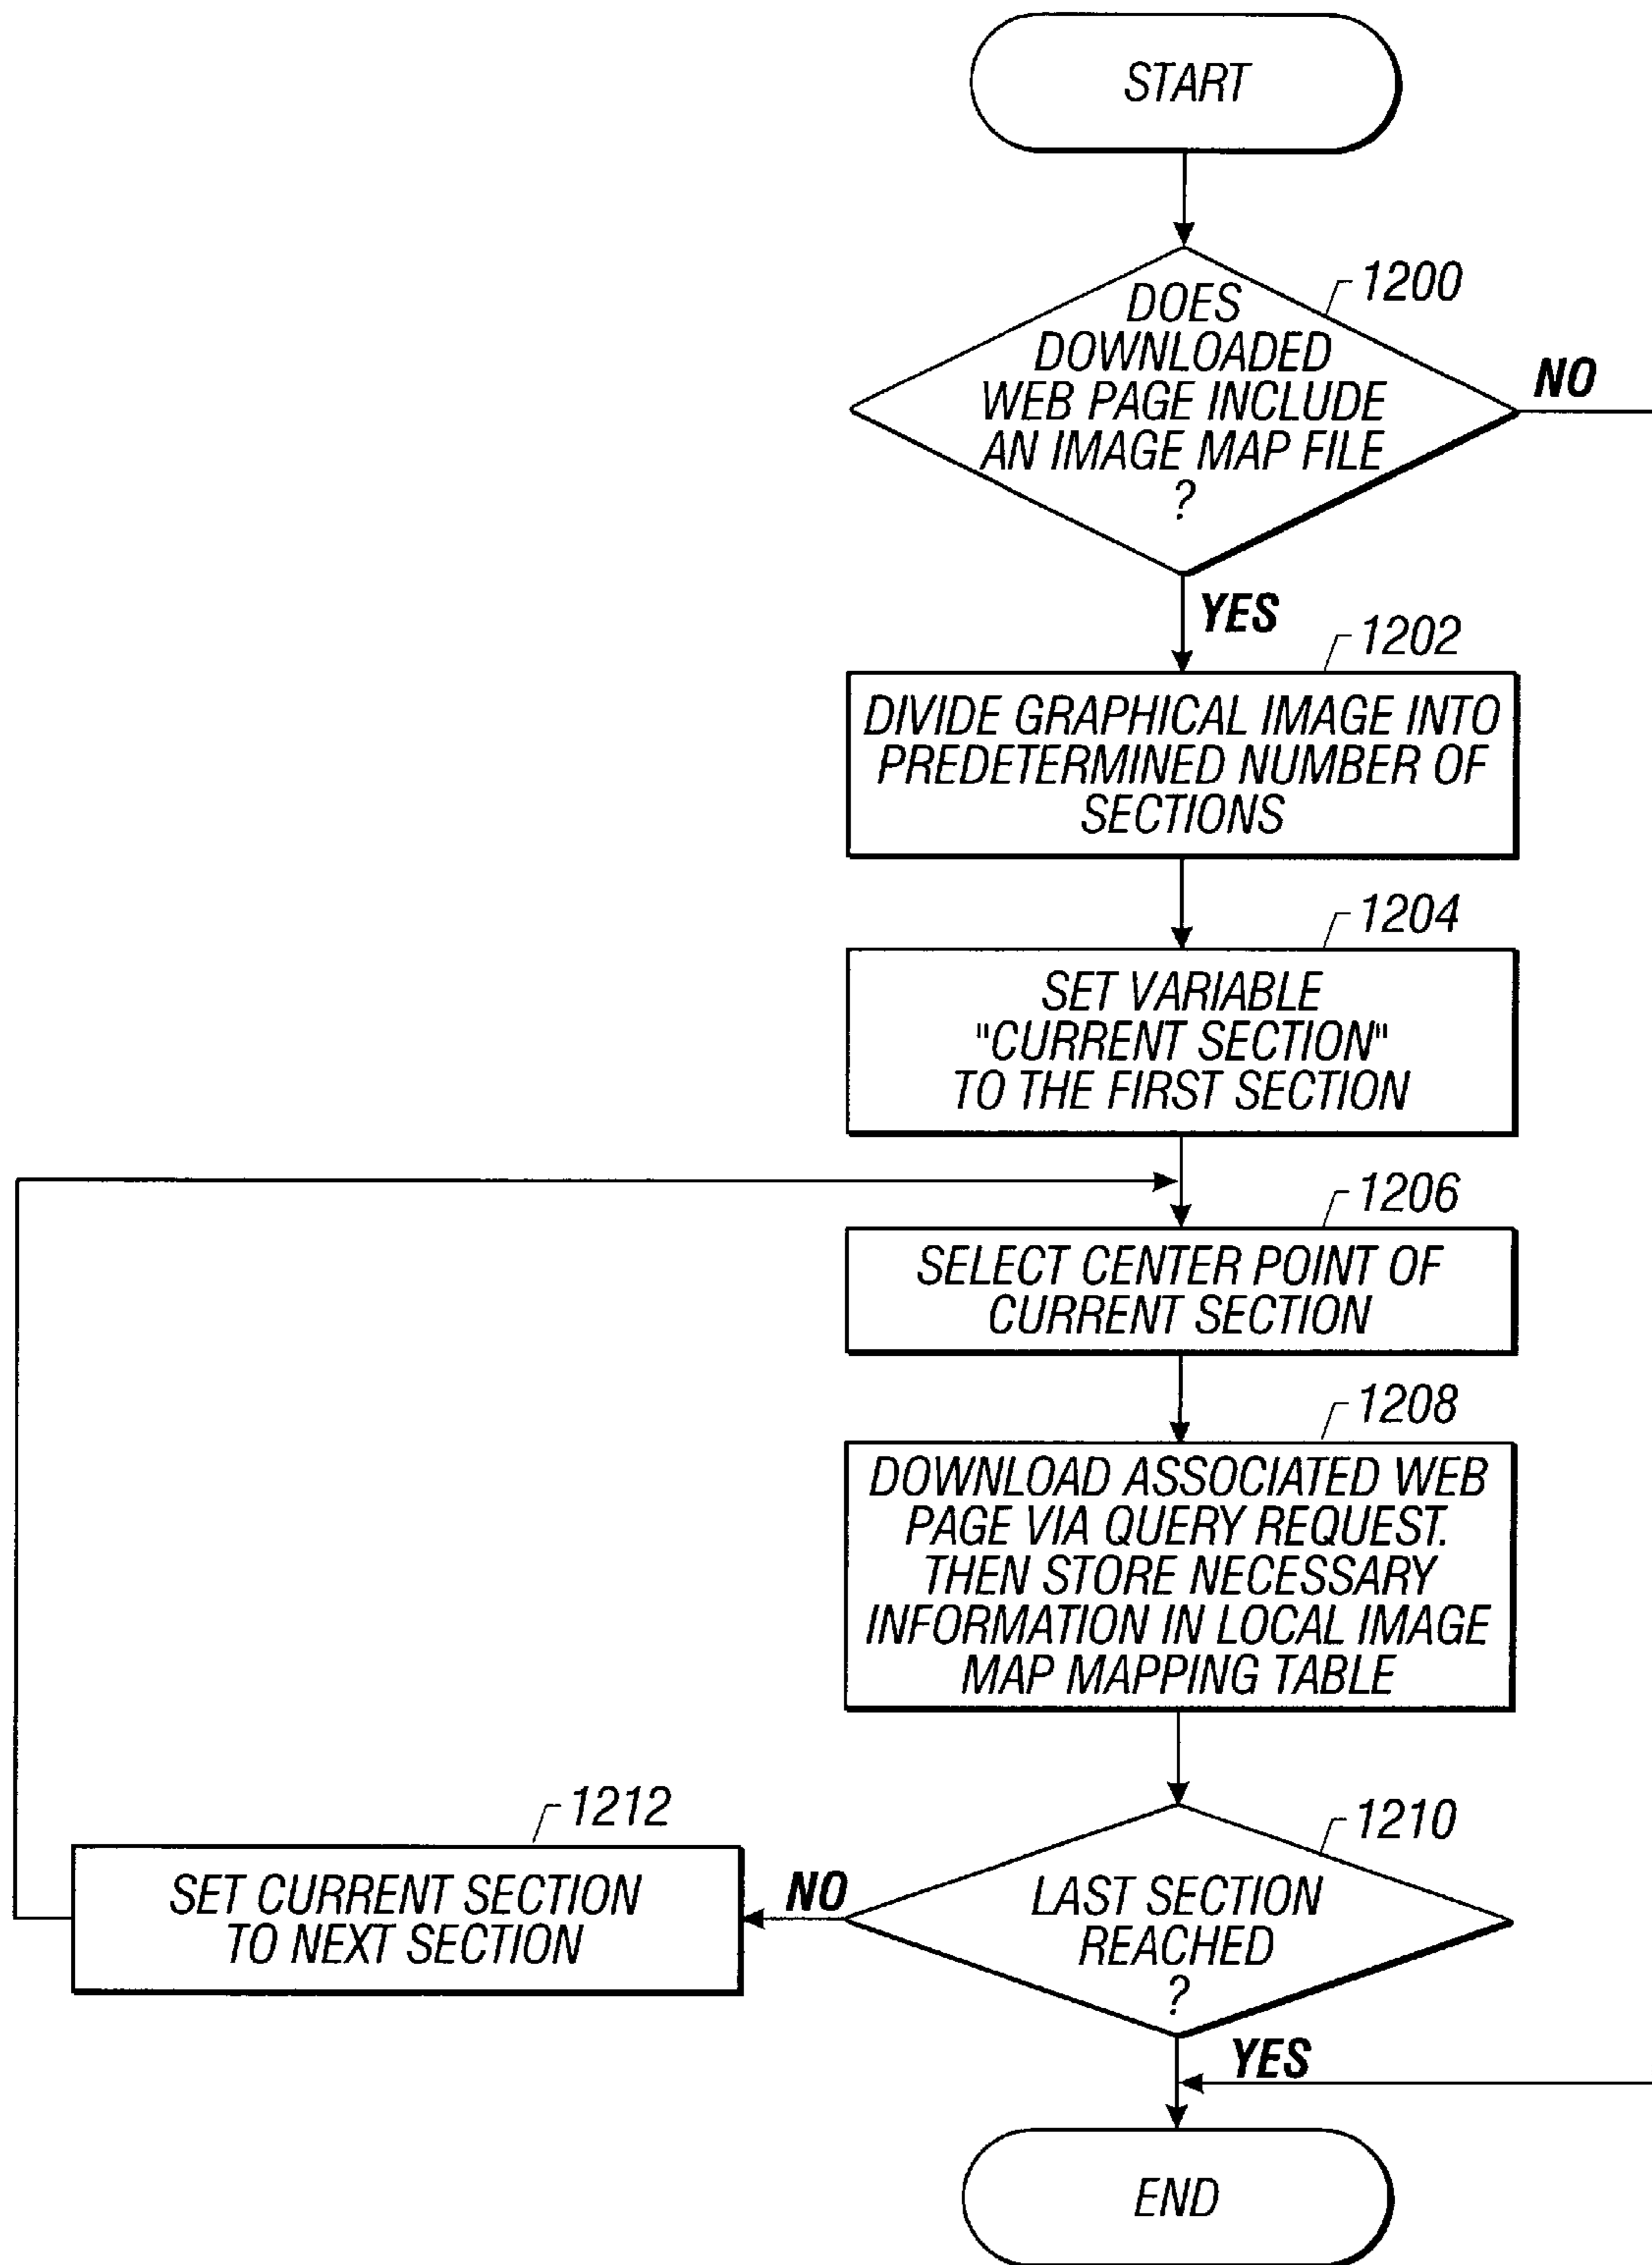 START
1200
DOES
DOWNLOADED
WEB PAGE INCLUDE
AN IMAGE MAP FILE
?
NO
YES
1202
DIVIDE GRAPHICAL IMAGE INTO
PREDETERMINED NUMBER OF
SECTIONS
1204
SET VARIABLE
"CURRENT SECTION"
TO THE FIRST SECTION
1206
SELECT CENTER POINT OF
CURRENT SECTION
1208
DOWNLOAD ASSOCIATED WEB
PAGE VIA QUERY REQUEST.
THEN STORE NECESSARY
INFORMATION IN LOCAL IMAGE
MAP MAPPING TABLE
1210
LAST SECTION
REACHED
?
NO
1212
SET CURRENT SECTION
TO NEXT SECTION
YES
END